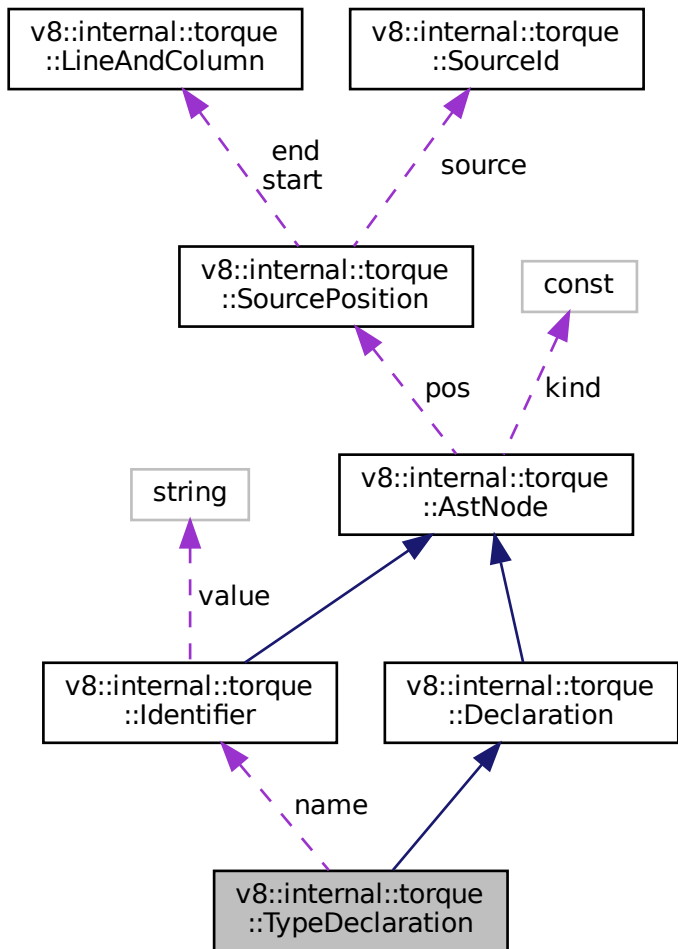 v8::internal::torque
::LineAndColumn
v8::internal::torque
::SourceId
end
start
source
v8::internal::torque
::SourcePosition
const
pos
kind
v8::internal::torque
::AstNode
string
value
v8::internal::torque
::Identifier
v8::internal::torque
::Declaration
name
v8::internal::torque
::TypeDeclaration